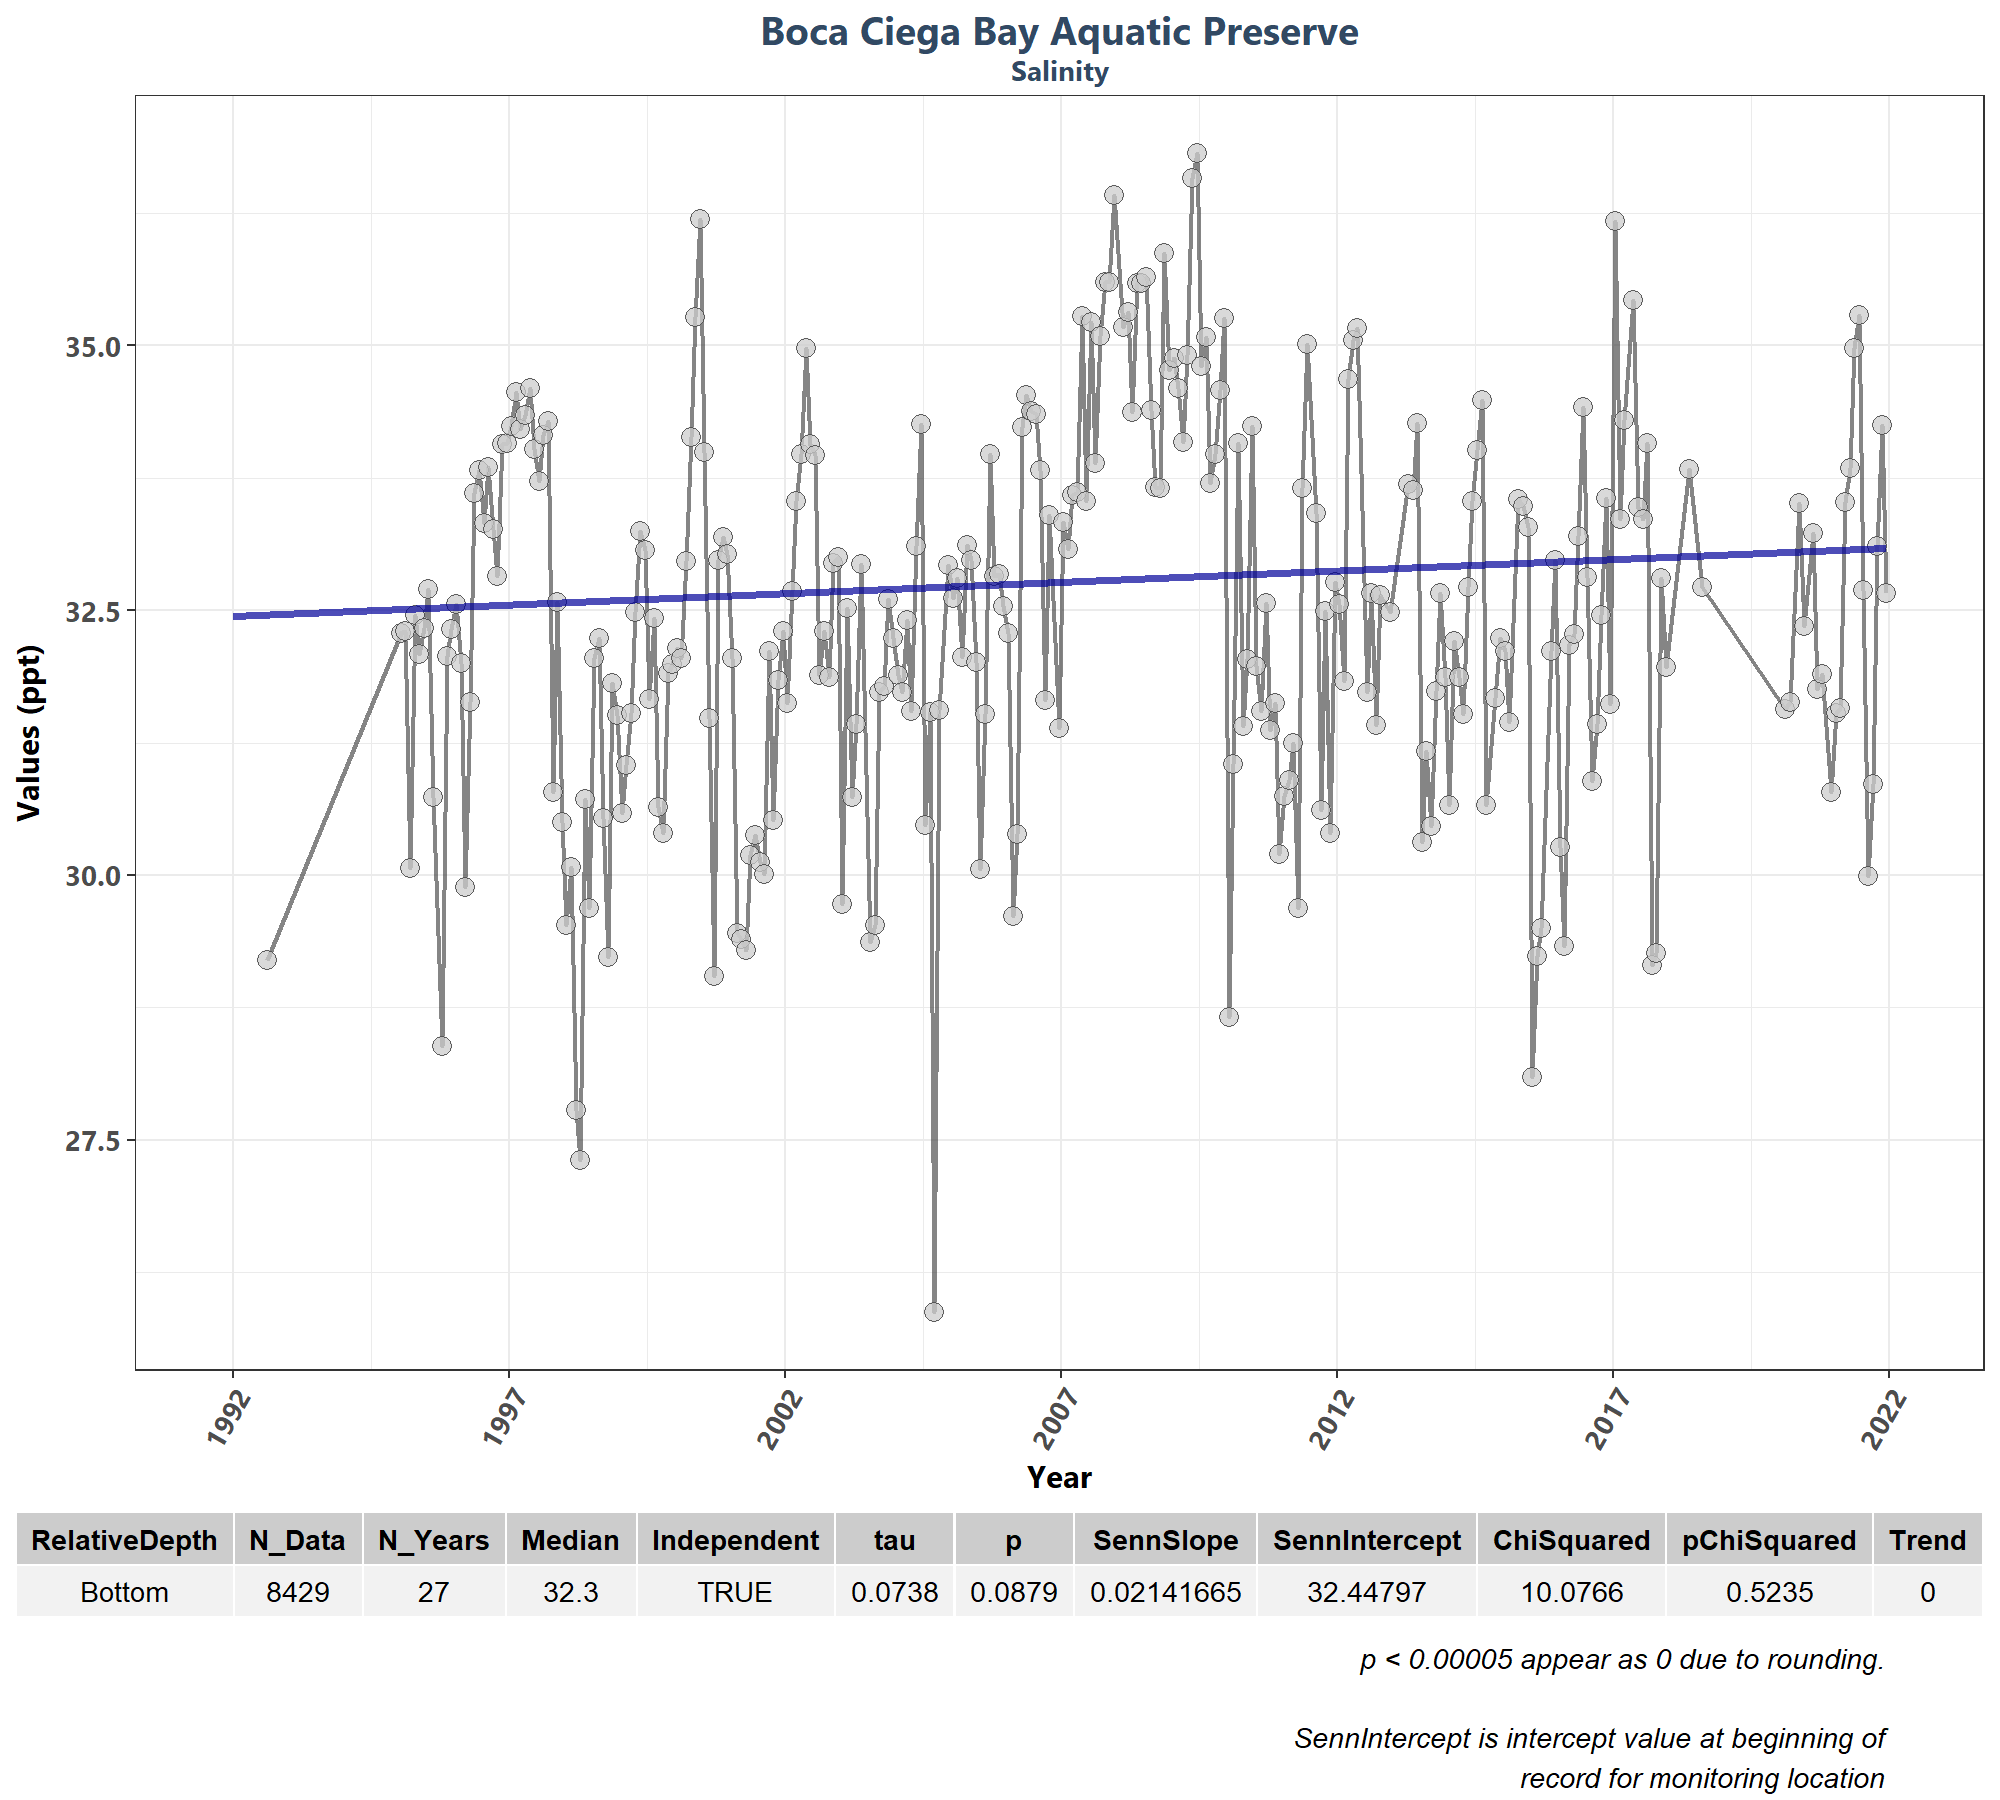 Boca Ciega Bay Aquatic Preserve
Salinity
Values (ppt)
35.0
32.5
30.0
27.5
1992 1997 2002 2007 2012 2017 2022
Year
RelativeDepth N_Data N_Years Median Independent tau p SennSlope SennIntercept ChiSquared pChiSquared Trend
Bottom 8429 27 32.3 TRUE 0.0738 0.0879 0.02141665 32.44797 10.0766 0.5235 0
p < 0.00005 appear as 0 due to rounding.
SennIntercept is intercept value at beginning of
record for monitoring location